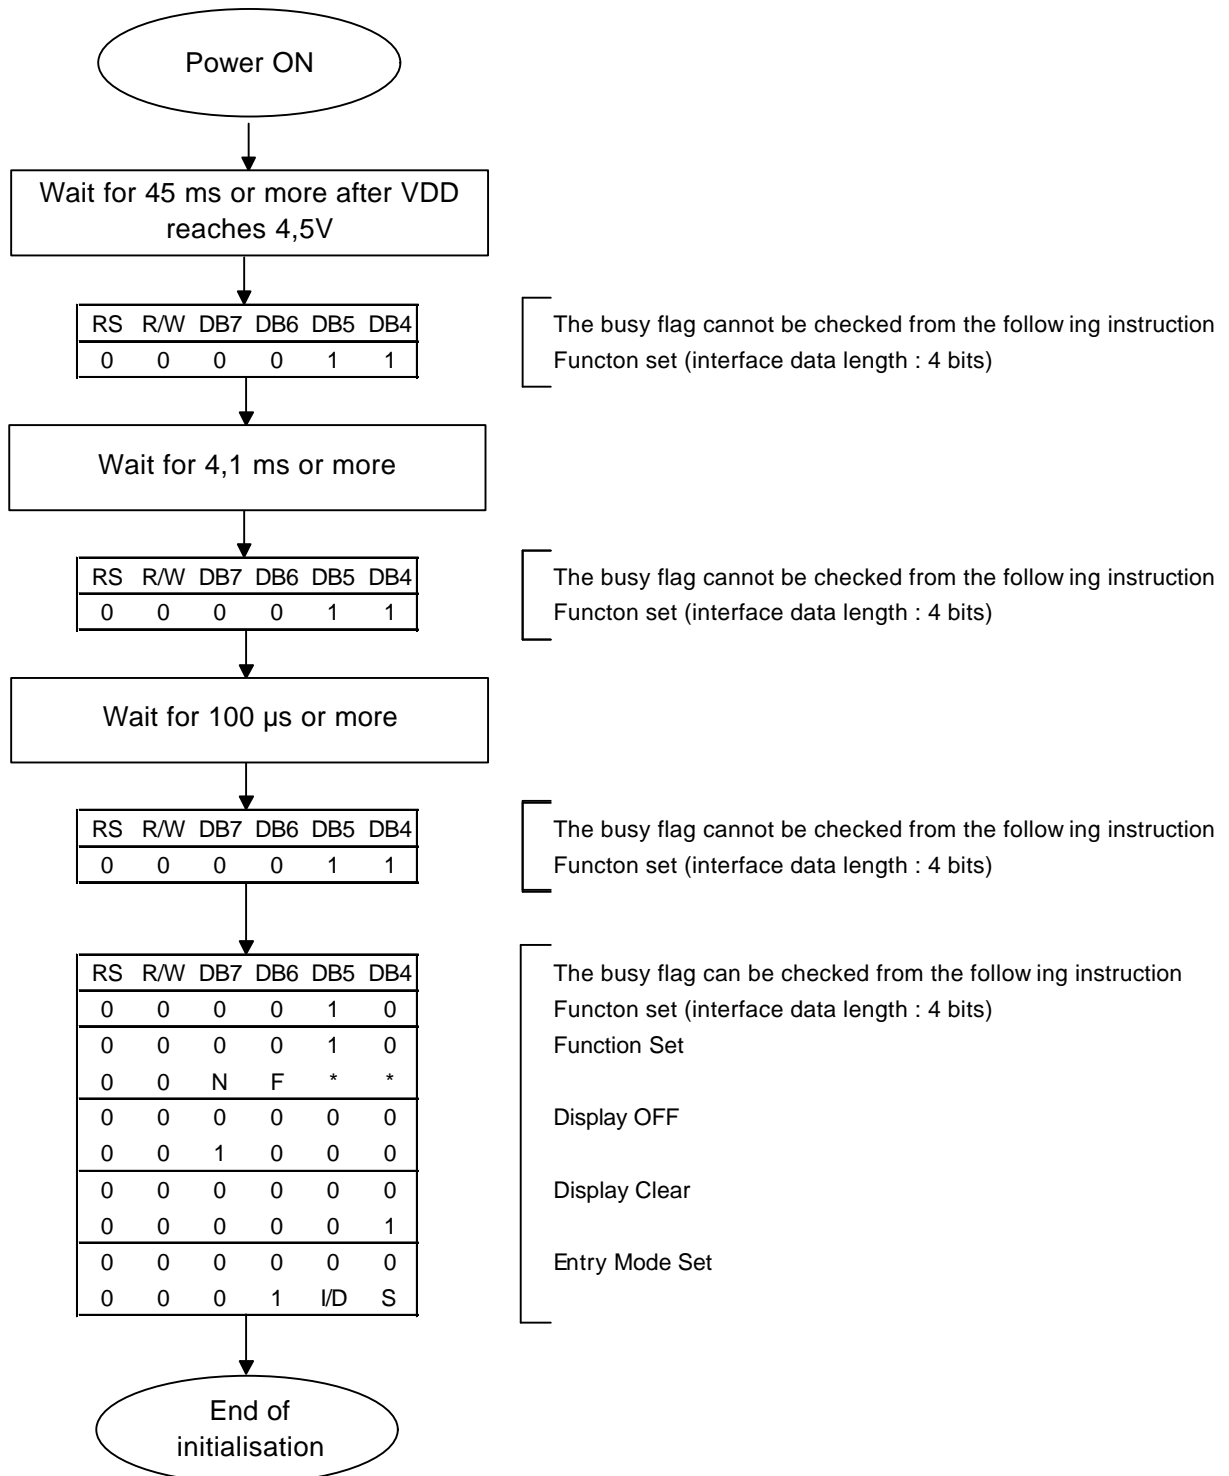 Power ON
Wait for 45 ms or more after VDD
reaches 4,5V
RS R/W DB7 DB6 DB5 DB4
0 0 0 0 1 1
The busy flag cannot be checked from the follow ing instruction
Functon set (interface data length : 4 bits)
Wait for 4,1 ms or more
RS R/W DB7 DB6 DB5 DB4
0 0 0 0 1 1
The busy flag cannot be checked from the follow ing instruction
Functon set (interface data length : 4 bits)
Wait for 100 µs or more
RS R/W DB7 DB6 DB5 DB4
0 0 0 0 1 1
The busy flag cannot be checked from the follow ing instruction
Functon set (interface data length : 4 bits)
RS R/W DB7 DB6 DB5 DB4 The busy flag can be checked from the follow ing instruction
0 0 0 0 1 0 Functon set (interface data length : 4 bits)
0 0 0 0 1 0 Function Set
0 0 N F * *
0 0 0 0 0 0 Display OFF
0 0 1 0 0 0
0 0 0 0 0 0 Display Clear
0 0 0 0 0 1
0 0 0 0 0 0 Entry Mode Set
0 0 0 1 I/D S
End of
initialisation